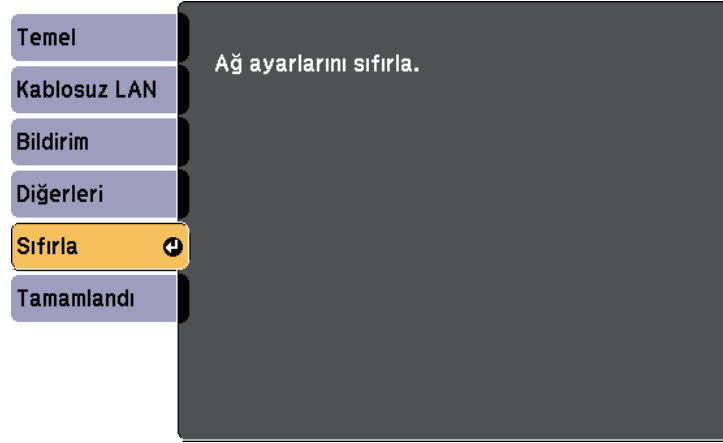 Temel
Kablosuz LAN
Bildirim
Diğerleri
Sıfırla
Tamamlandı
Ağ ayarlarını sıfırla.